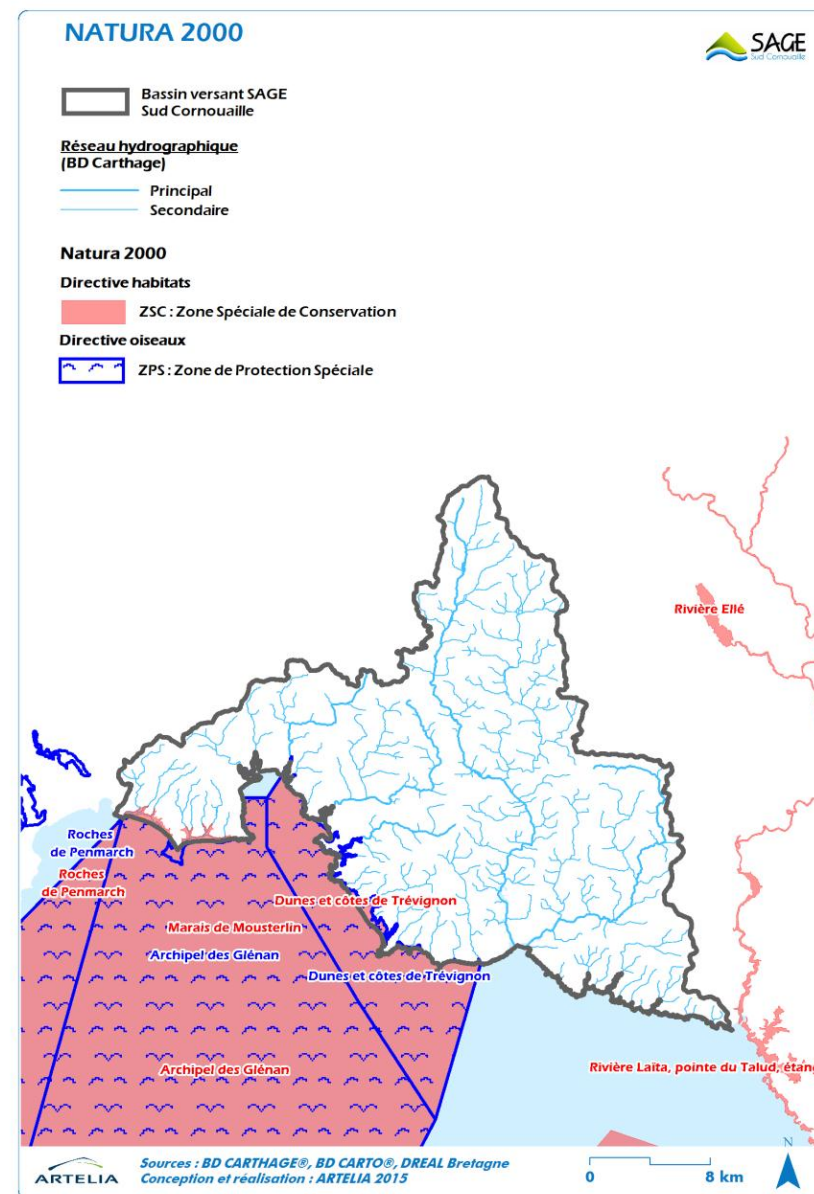 NATURA 2000
SAGE
Sud Cornouaille
Bassin versant SAGE
Sud Cornouaille
Réseau hydrographique
(BD Carthage)
Principal
Secondaire
Natura 2000
Directive habitats
ZSC : Zone Spéciale de Conservation
Directive oiseaux
ZPS : Zone de Protection Spéciale
Rivière Ellé
Roches
de Penmarch
Roches
de Penmarch
Dunes et côtes de Trévignon
Marais de Mousterlin
Archipel des Glénan
Dunes et côtes de Trévignon
Archipel des Glénan
Rivière Laïta, pointe du Talud, étang
ARTELIA
Sources : BD CARTHAGE®, BD CARTO®, DREAL Bretagne
Conception et réalisation : ARTELIA 2015
0 8 km
N